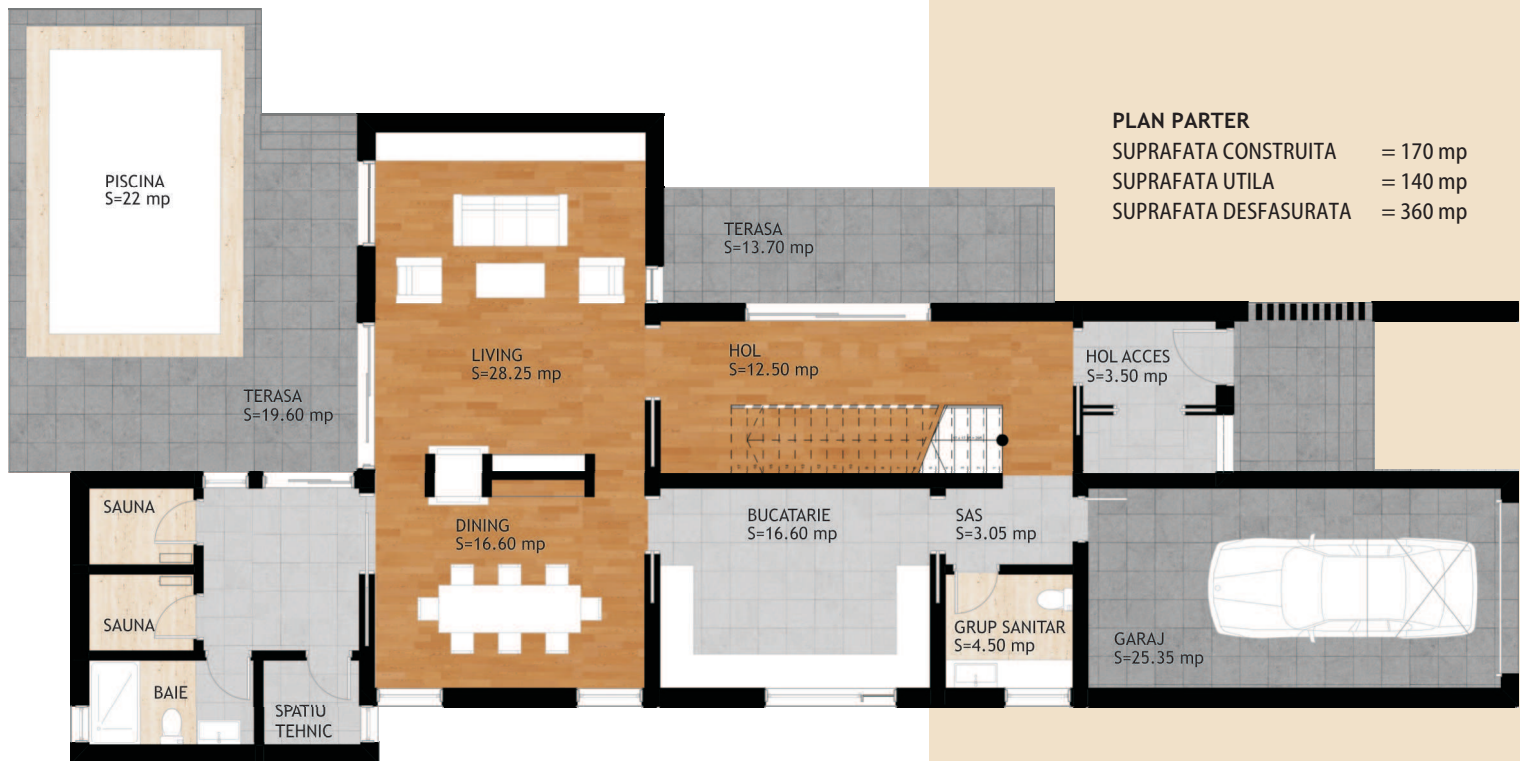 PLAN PARTER
SUPRAFATA CONSTRUITA = 170 mp
SUPRAFATA UTILA = 140 mp
SUPRAFATA DESFASURATA = 360 mp
PISCINA
S=22 mp
TERASA
S=13.70 mp
LIVING
S=28.25 mp
HOL
S=12.50 mp
HOL ACCES
S=3.50 mp
TERASA
S=19.60 mp
SAUNA
DINING
S=16.60 mp
BUCATARIE
S=16.60 mp
SAS
S=3.05 mp
SAUNA
GRUP SANITAR
S=4.50 mp
GARAJ
S=25.35 mp
BAIE
SPATIU
TEHNIC